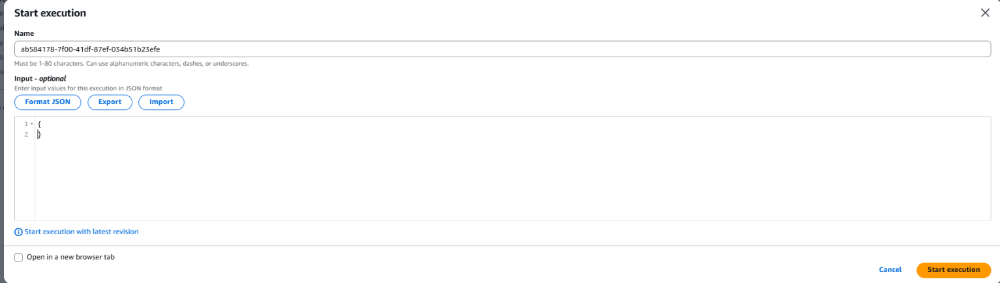 Start execution
Name
ab584178-7f00-41df-87ef-034b51b23efe
Must be 1-80 characters. Can use alphanumeric characters, dashes, or underscores.
Input - optional
Enter input values for this execution in JSON format
Format JSON Export Import
1 {
2 }
Start execution with latest revision
Open in a new browser tab
Cancel Start execution